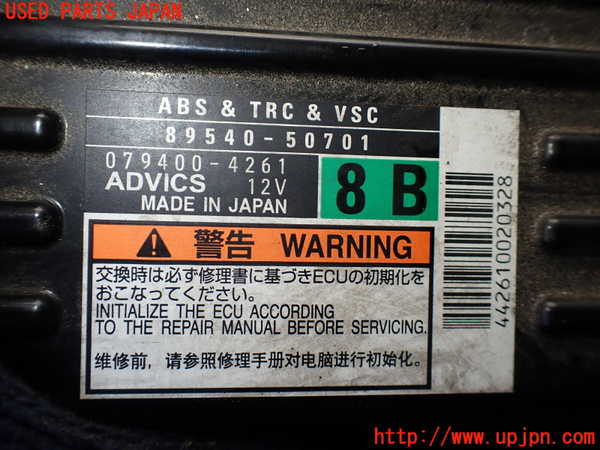 USED PARTS JAPAN
ABS & TRC & VSC
89540-50701
079400-4261
ADVICS 12V
MADE IN JAPAN
8B
442610020328
警告 WARNING
交換時は必ず修理書に基づきECUの初期化を
おこなってください。
INITIALIZE THE ECU ACCORDING
TO THE REPAIR MANUAL BEFORE SERVICING.
维修前，请参照修理手册对电脑进行初始化。
http://www.upjpn.com/